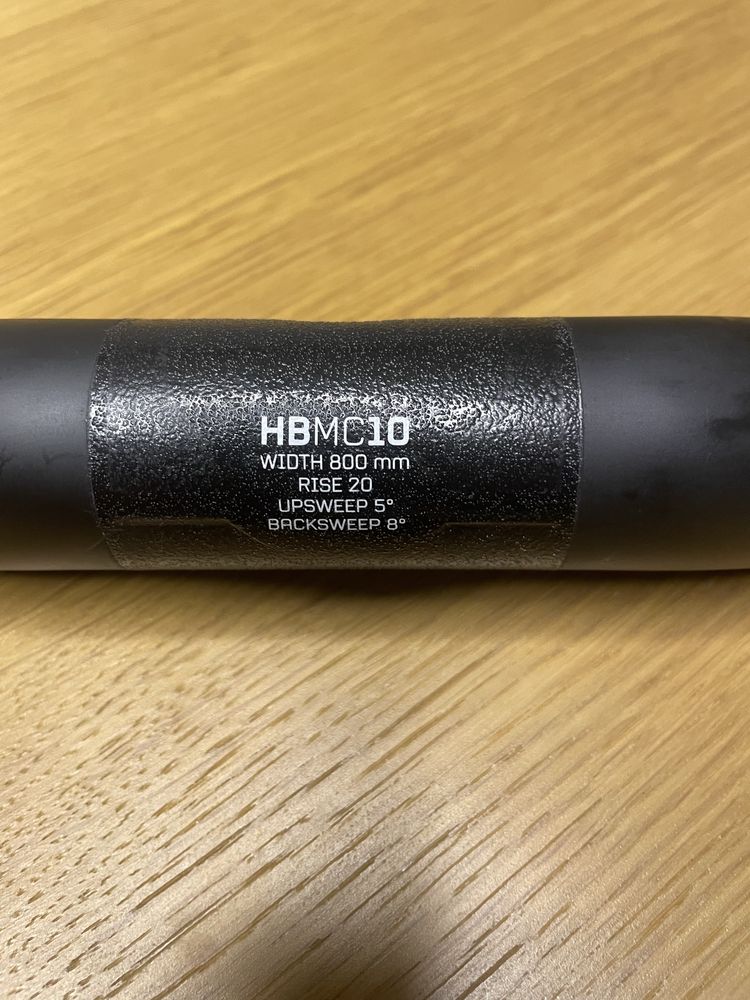 HBMC10
WIDTH 800 mm
RISE 20
UPSWEEP 5°
BACKSWEEP 8°